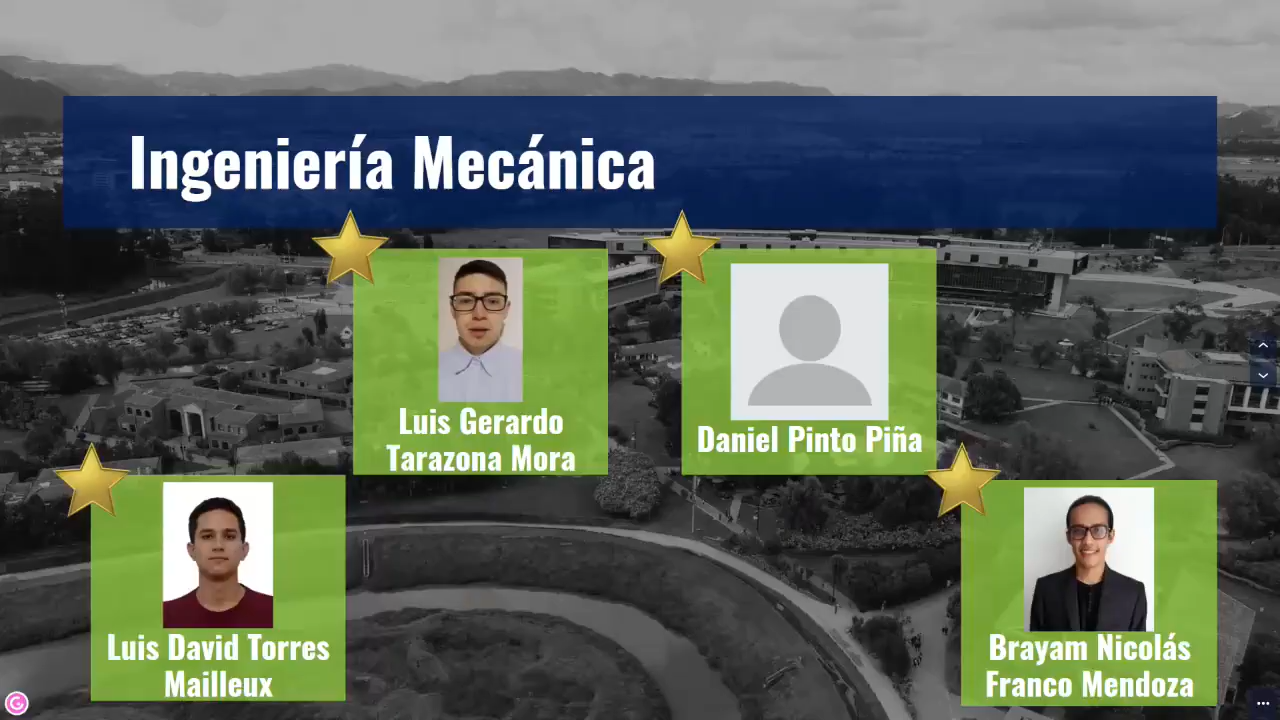 Ingeniería Mecánica
Luis Gerardo
Tarazona Mora
Daniel Pinto Piña
Luis David Torres
Mailleux
Brayam Nicolás
Franco Mendoza